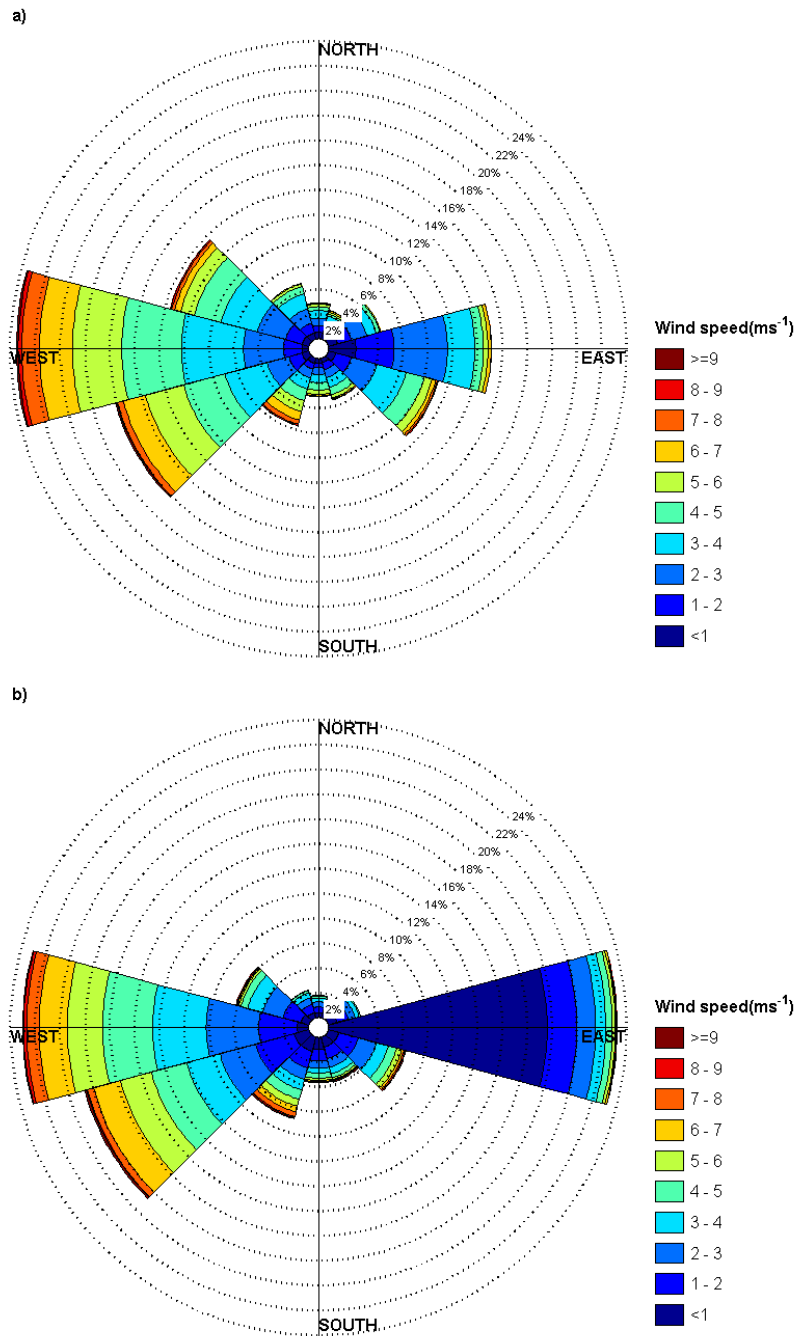 a)
NORTH
24%
22%
20%
18%
16%
14%
12%
10%
8%
6%
4%
2%
WEST
EAST
SOUTH
Wind speed(ms-1)
>=9
8 - 9
7 - 8
6 - 7
5 - 6
4 - 5
3 - 4
2 - 3
1 - 2
<1
b)
NORTH
24%
22%
20%
18%
16%
14%
12%
10%
8%
6%
4%
2%
WEST
EAST
SOUTH
Wind speed(ms-1)
>=9
8 - 9
7 - 8
6 - 7
5 - 6
4 - 5
3 - 4
2 - 3
1 - 2
<1